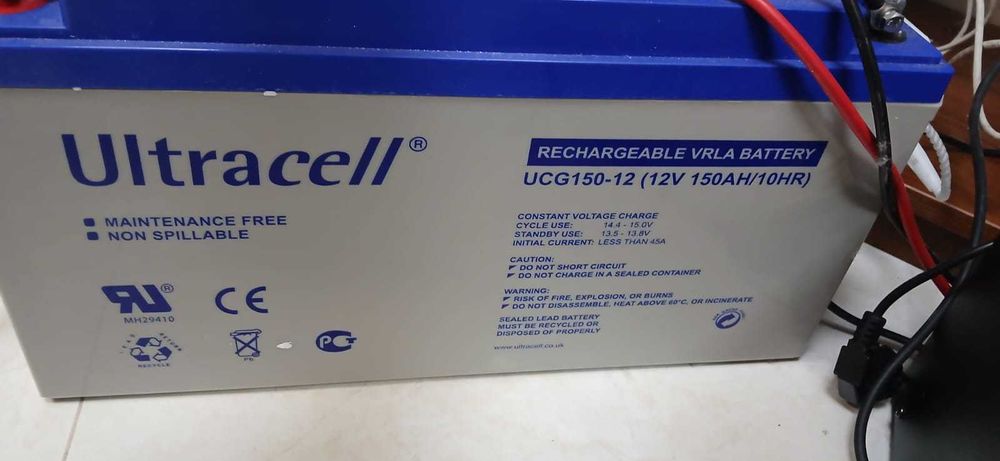 Ultracell®
MAINTENANCE FREE
NON SPILLABLE
MH29410
RECYCLE
Pb
RECHARGEABLE VRLA BATTERY
UCG150-12 (12V 150AH/10HR)
CONSTANT VOLTAGE CHARGE
CYCLE USE: 14.4 - 15.0V
STANDBY USE: 13.5 - 13.8V
INITIAL CURRENT: LESS THAN 45A
CAUTION:
DO NOT SHORT CIRCUIT
DO NOT CHARGE IN A SEALED CONTAINER
WARNING:
RISK OF FIRE, EXPLOSION, OR BURNS
DO NOT DISASSEMBLE, HEAT ABOVE 60°C, OR INCINERATE
SEALED LEAD BATTERY
MUST BE RECYCLED OR
DISPOSED OF PROPERLY
www.ultracell.co.uk